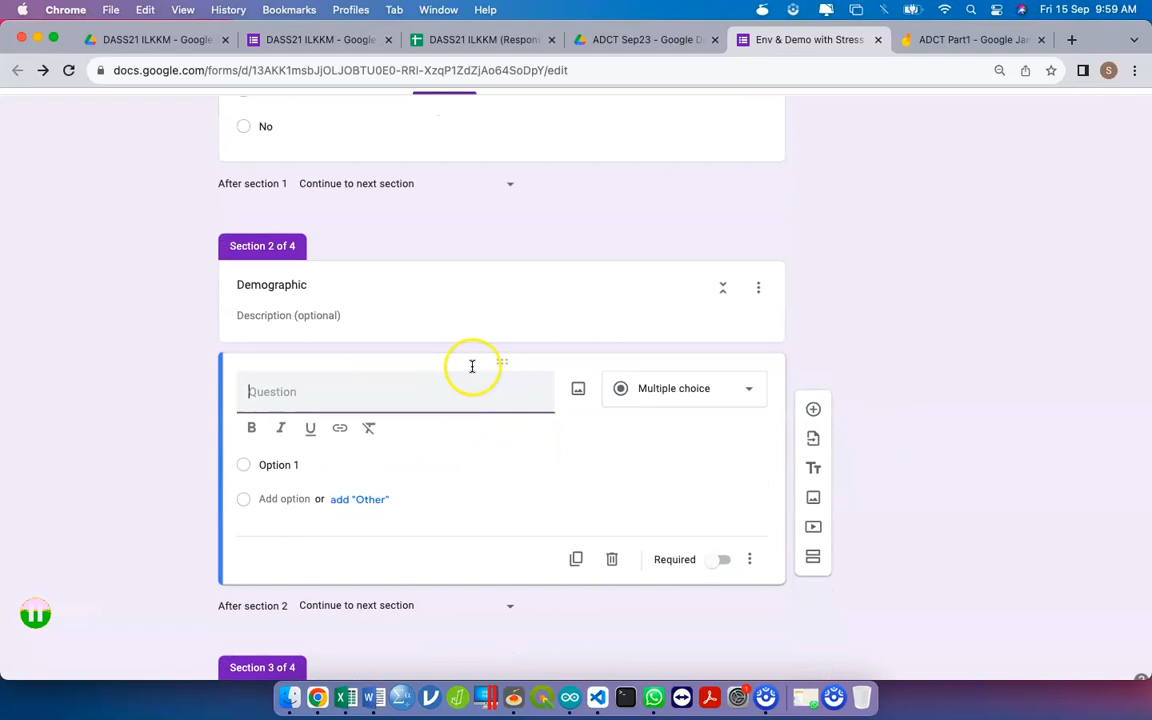 Chrome File Edit View History Bookmarks Profiles Tab Window Help Fri 15 Sep 9:59 AM
DASS21 ILKKM - Google DASS21 ILKKM - Google DASS21 ILKKM (Respon ADCT Sep23 - Google D Env & Demo with Stress ADCT Part1 - Google Jam
docs.google.com/forms/d/13AKK1msbJjOLJOBTU0E0-RRI-XzqP1ZdZjAo64SoDpY/edit S
No
After section 1 Continue to next section
Section 2 of 4
Demographic
Description (optional)
Question
Multiple choice
B I U
Option 1
Add option or add "Other"
Required
After section 2 Continue to next section
Section 3 of 4